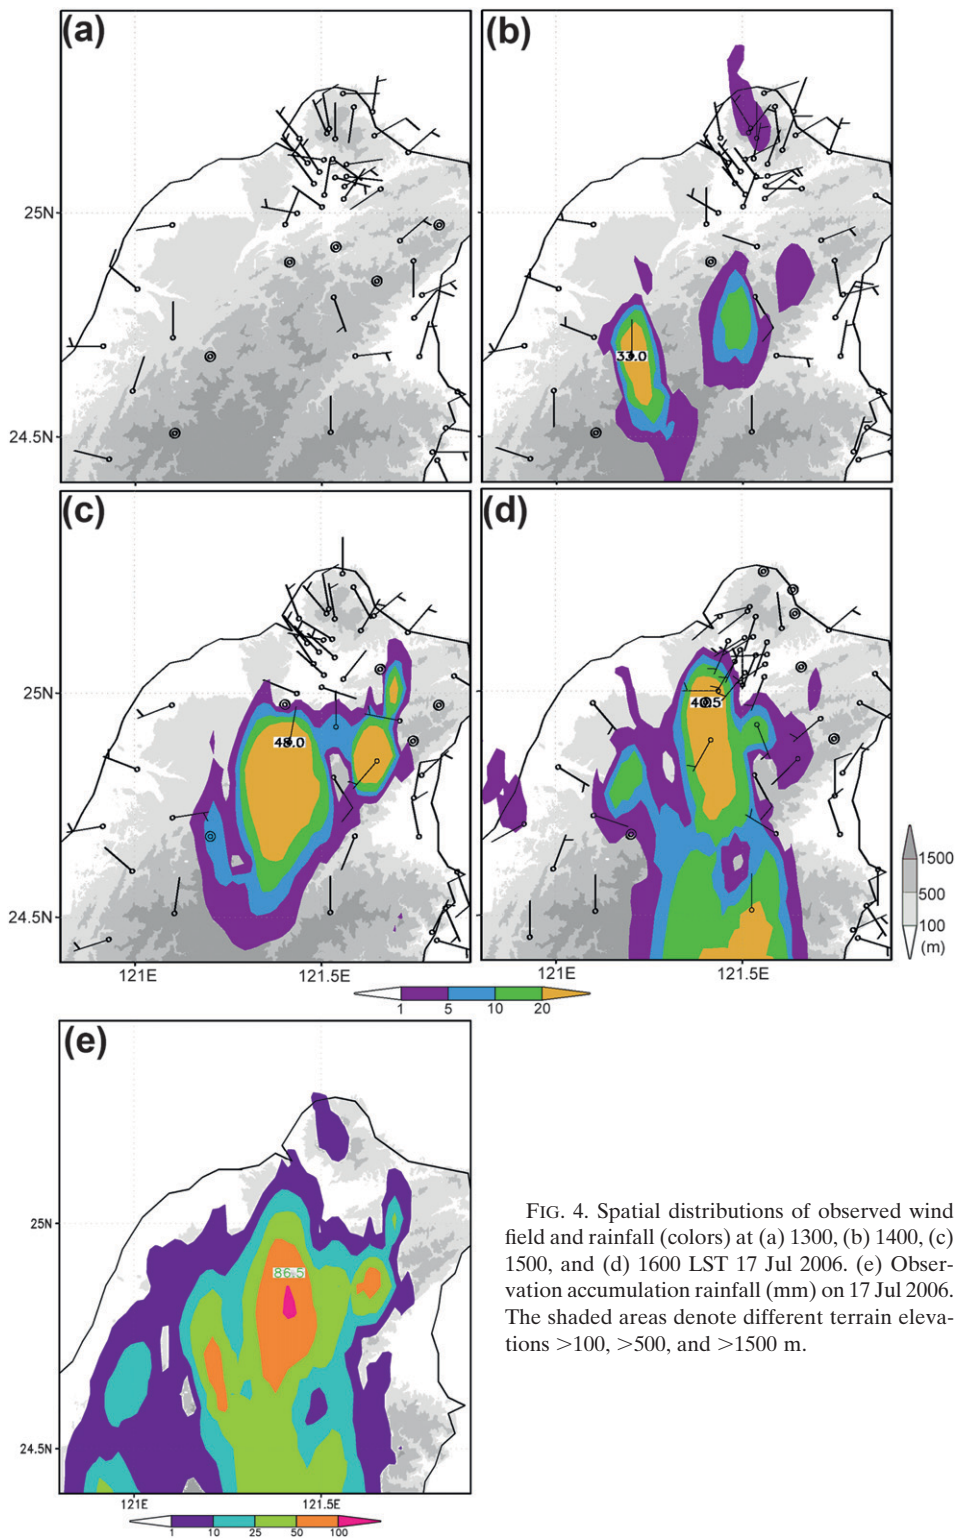 (a)
(b)
25N
33.0
24.5N
(c)
(d)
25N
48.0
40.5
24.5N
1500
500
100
(m)
121E
121.5E
121E
121.5E
1
5
10
20
(e)
25N
86.5
24.5N
121E
121.5E
1
10
25
50
100
FIG. 4. Spatial distributions of observed wind
field and rainfall (colors) at (a) 1300, (b) 1400, (c)
1500, and (d) 1600 LST 17 Jul 2006. (e) Obser-
vation accumulation rainfall (mm) on 17 Jul 2006.
The shaded areas denote different terrain eleva-
tions >100, >500, and >1500 m.